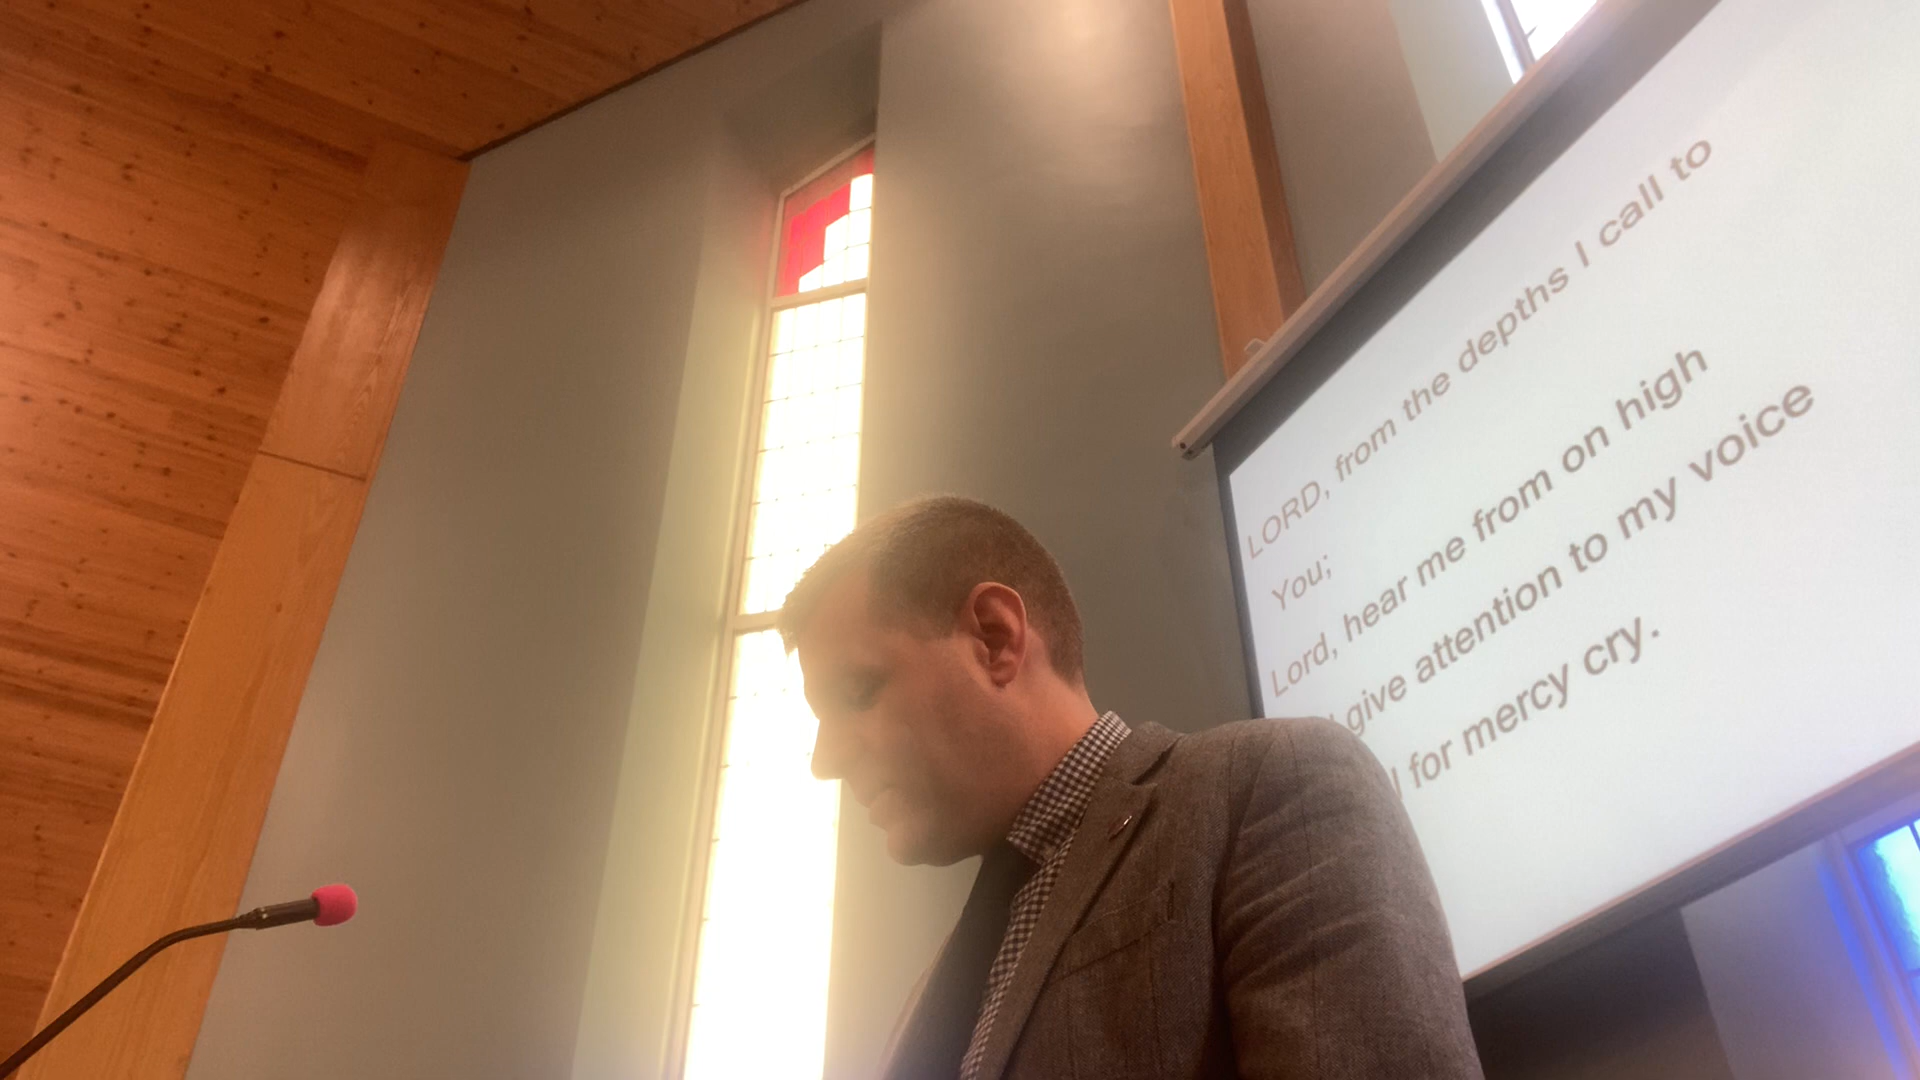 LORD, from the depths I call to
You;
Lord, hear me from on high
give attention to my voice
for mercy cry.